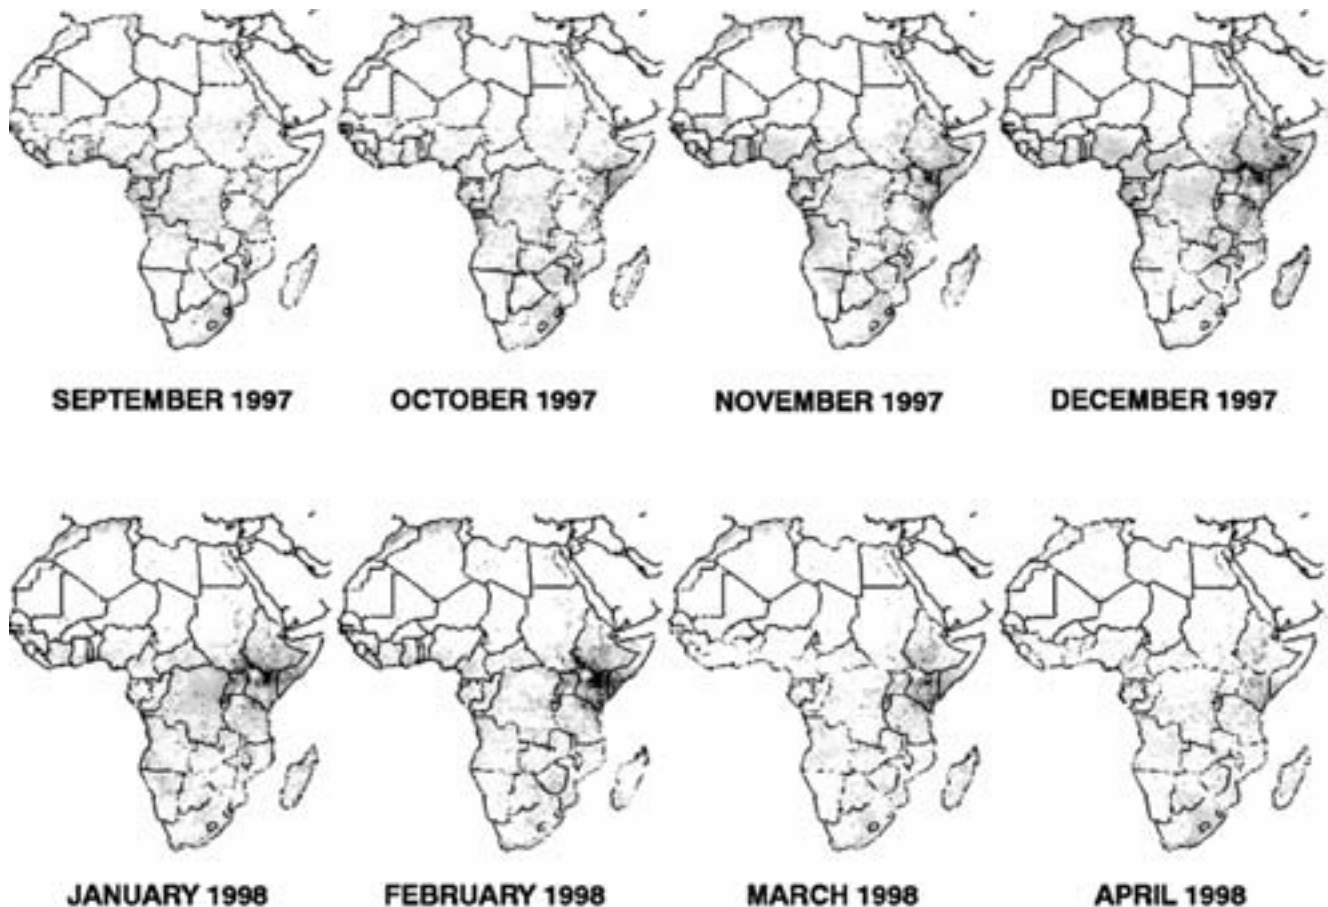 SEPTEMBER 1997
OCTOBER 1997
NOVEMBER 1997
DECEMBER 1997
JANUARY 1998
FEBRUARY 1998
MARCH 1998
APRIL 1998